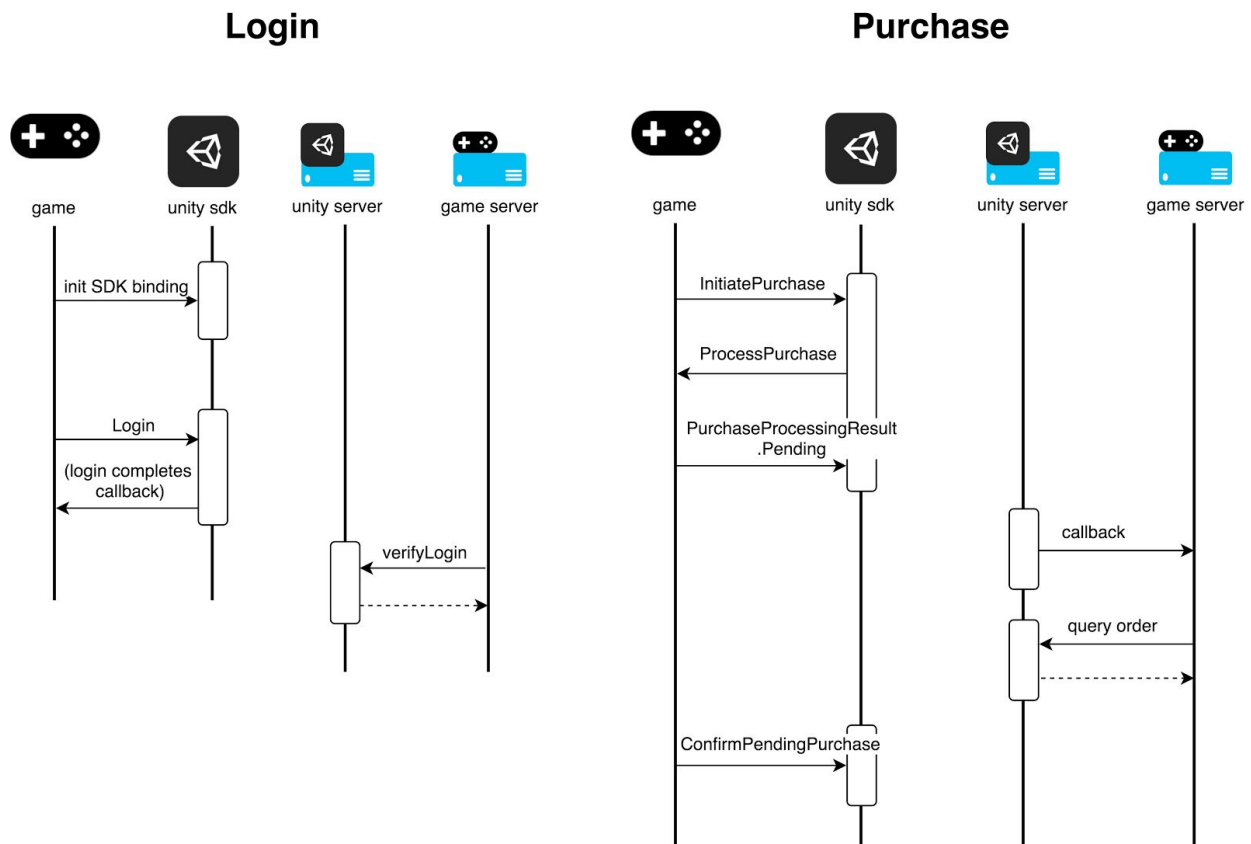 Login
game
unity sdk
unity server
game server
init SDK binding
Login
(login completes
callback)
verifyLogin
Purchase
game
unity sdk
unity server
game server
InitiatePurchase
ProcessPurchase
PurchaseProcessingResult
.Pending
callback
query order
ConfirmPendingPurchase